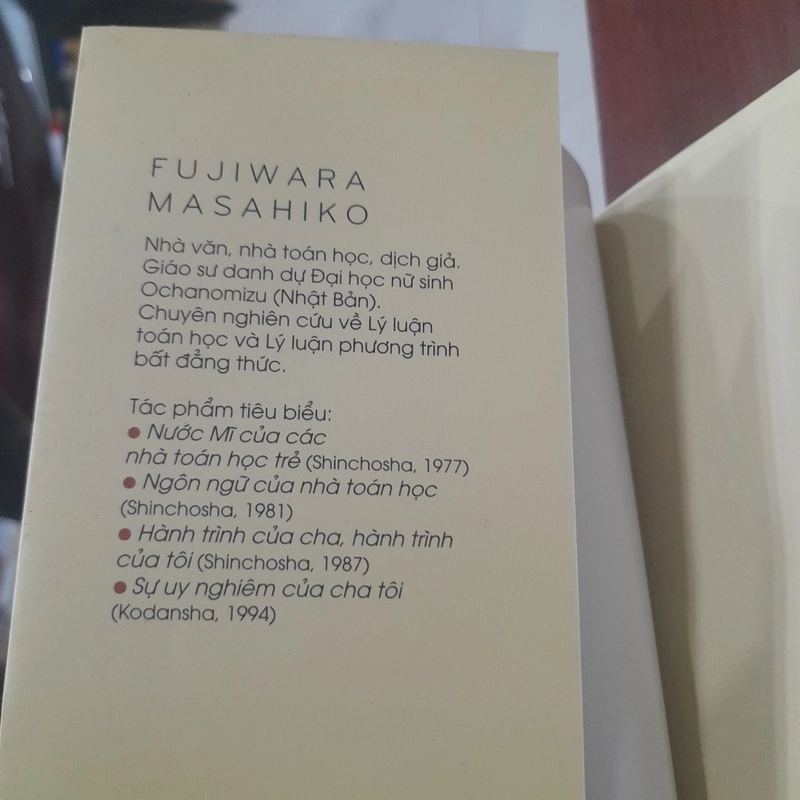 FUJIWARA
MASAHIKO
Nhà văn, nhà toán học, dịch giả.
Giáo sư danh dự Đại học nữ sinh
Ochanomizu (Nhật Bản).
Chuyên nghiên cứu về Lý luận
toán học và Lý luận phương trình
bất đẳng thức.
Tác phẩm tiêu biểu:
● Nước Mĩ của các
nhà toán học trẻ (Shinchosha, 1977)
● Ngôn ngữ của nhà toán học
(Shinchosha, 1981)
● Hành trình của cha, hành trình
của tôi (Shinchosha, 1987)
● Sự uy nghiêm của cha tôi
(Kodansha, 1994)